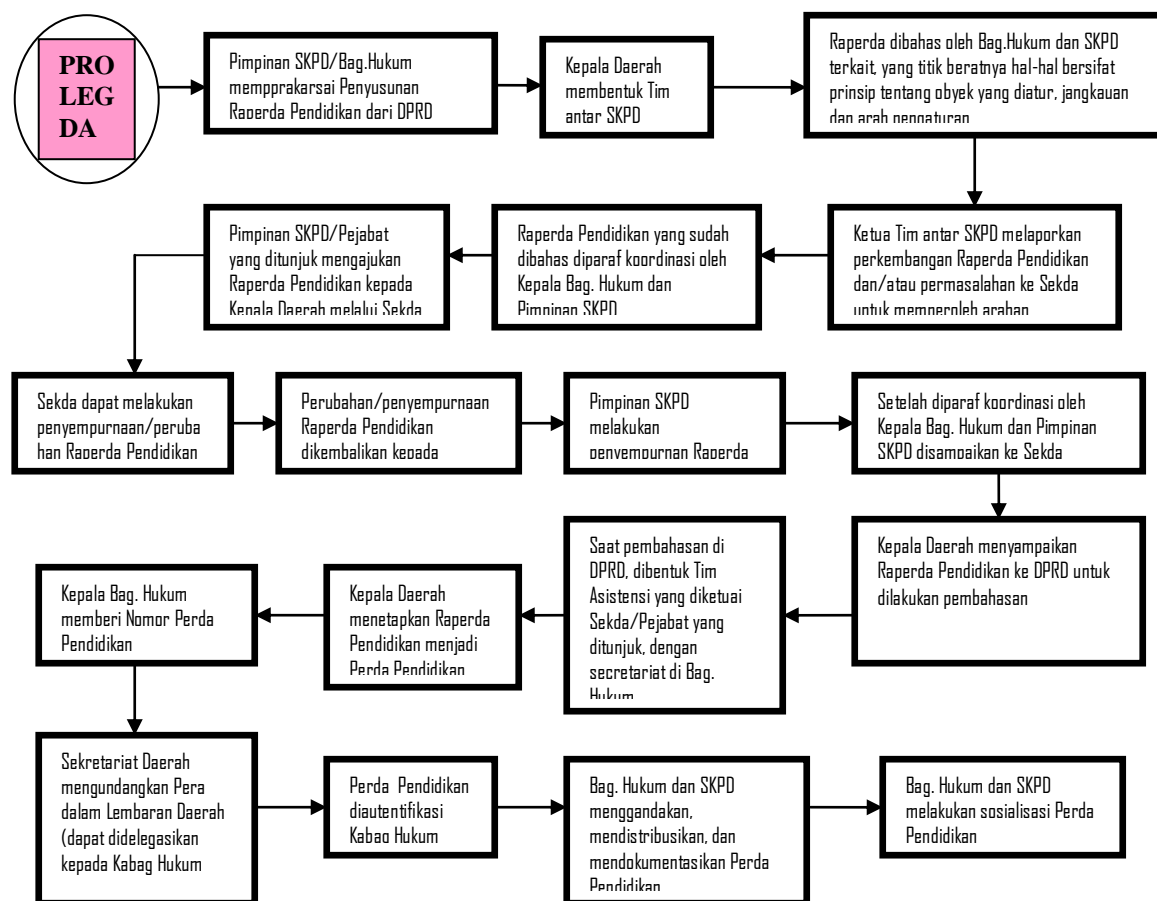 PRO
LEG
DA
Pimpinan SKPD/Bag.Hukum
mempprakarsai Penyusunan
Raperda Pendidikan dari DPRD
Kepala Daerah
membentuk Tim
antar SKPD
Raperda dibahas oleh Bag.Hukum dan SKPD
terkait, yang titik beratnya hal-hal bersifat
prinsip tentang obyek yang diatur, jangkauan
dan arah pengaturan
Pimpinan SKPD/Pejabat
yang ditunjuk mengajukan
Raperda Pendidikan kepada
Kepala Daerah melalui Sekda
Raperda Pendidikan yang sudah
dibahas diparaf koordinasi oleh
Kepala Bag. Hukum dan
Pimpinan SKPD
Ketua Tim antar SKPD melaporkan
perkembangan Raperda Pendidikan
dan/atau permasalahan ke Sekda
untuk memperoleh arahan
Sekda dapat melakukan
penyempurnaan/peruba
han Raperda Pendidikan
Perubahan/penyempurnaan
Raperda Pendidikan
dikembalikan kepada
Pimpinan SKPD
melakukan
penyempurnan Raperda
Setelah diparaf koordinasi oleh
Kepala Bag. Hukum dan Pimpinan
SKPD disampaikan ke Sekda
Kepala Bag. Hukum
memberi Nomor Perda
Pendidikan
Kepala Daerah
menetapkan Raperda
Pendidikan menjadi
Perda Pendidikan
Saat pembahasan di
DPRD, dibentuk Tim
Asistensi yang diketuai
Sekda/Pejabat yang
ditunjuk, dengan
secretariat di Bag.
Hukum
Kepala Daerah menyampaikan
Raperda Pendidikan ke DPRD untuk
dilakukan pembahasan
Sekretariat Daerah
mengundangkan Pera
dalam Lembaran Daerah
(dapat didelegasikan
kepada Kabag Hukum
Perda Pendidikan
diautentifikasi
Kabag Hukum
Bag. Hukum dan SKPD
menggandakan,
mendistribusikan, dan
mendokumentasikan Perda
Pendidikan
Bag. Hukum dan SKPD
melakukan sosialisasi Perda
Pendidikan